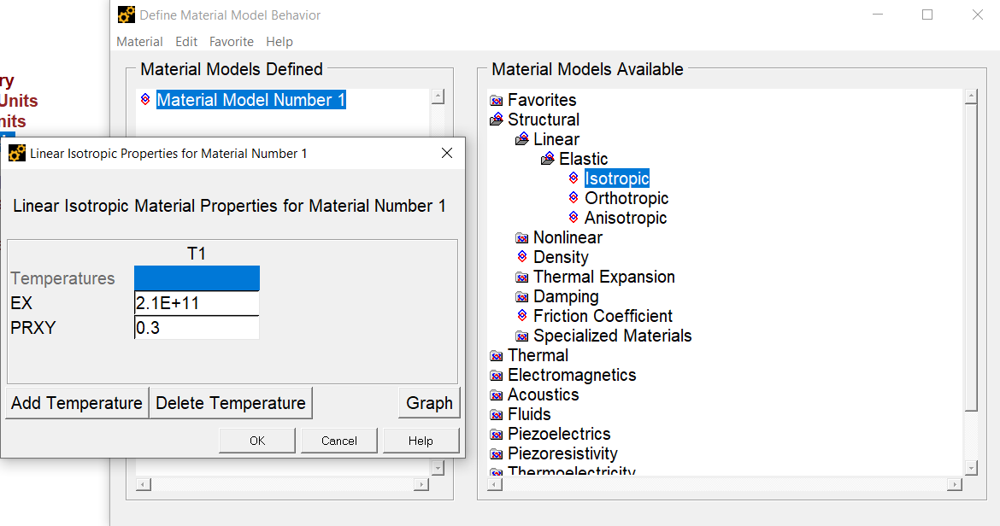 Define Material Model Behavior
Material Edit Favorite Help
Material Models Defined
Material Model Number 1
Material Models Available
Favorites
Structural
Linear
Elastic
Isotropic
Orthotropic
Anisotropic
Nonlinear
Density
Thermal Expansion
Damping
Friction Coefficient
Specialized Materials
Thermal
Electromagnetics
Acoustics
Fluids
Piezoelectrics
Piezoresistivity
Thermoelectricity
ry
Units
nits
Linear Isotropic Properties for Material Number 1
Linear Isotropic Material Properties for Material Number 1
T1
Temperatures
EX 2.1E+11
PRXY 0.3
Add Temperature Delete Temperature Graph
OK Cancel Help